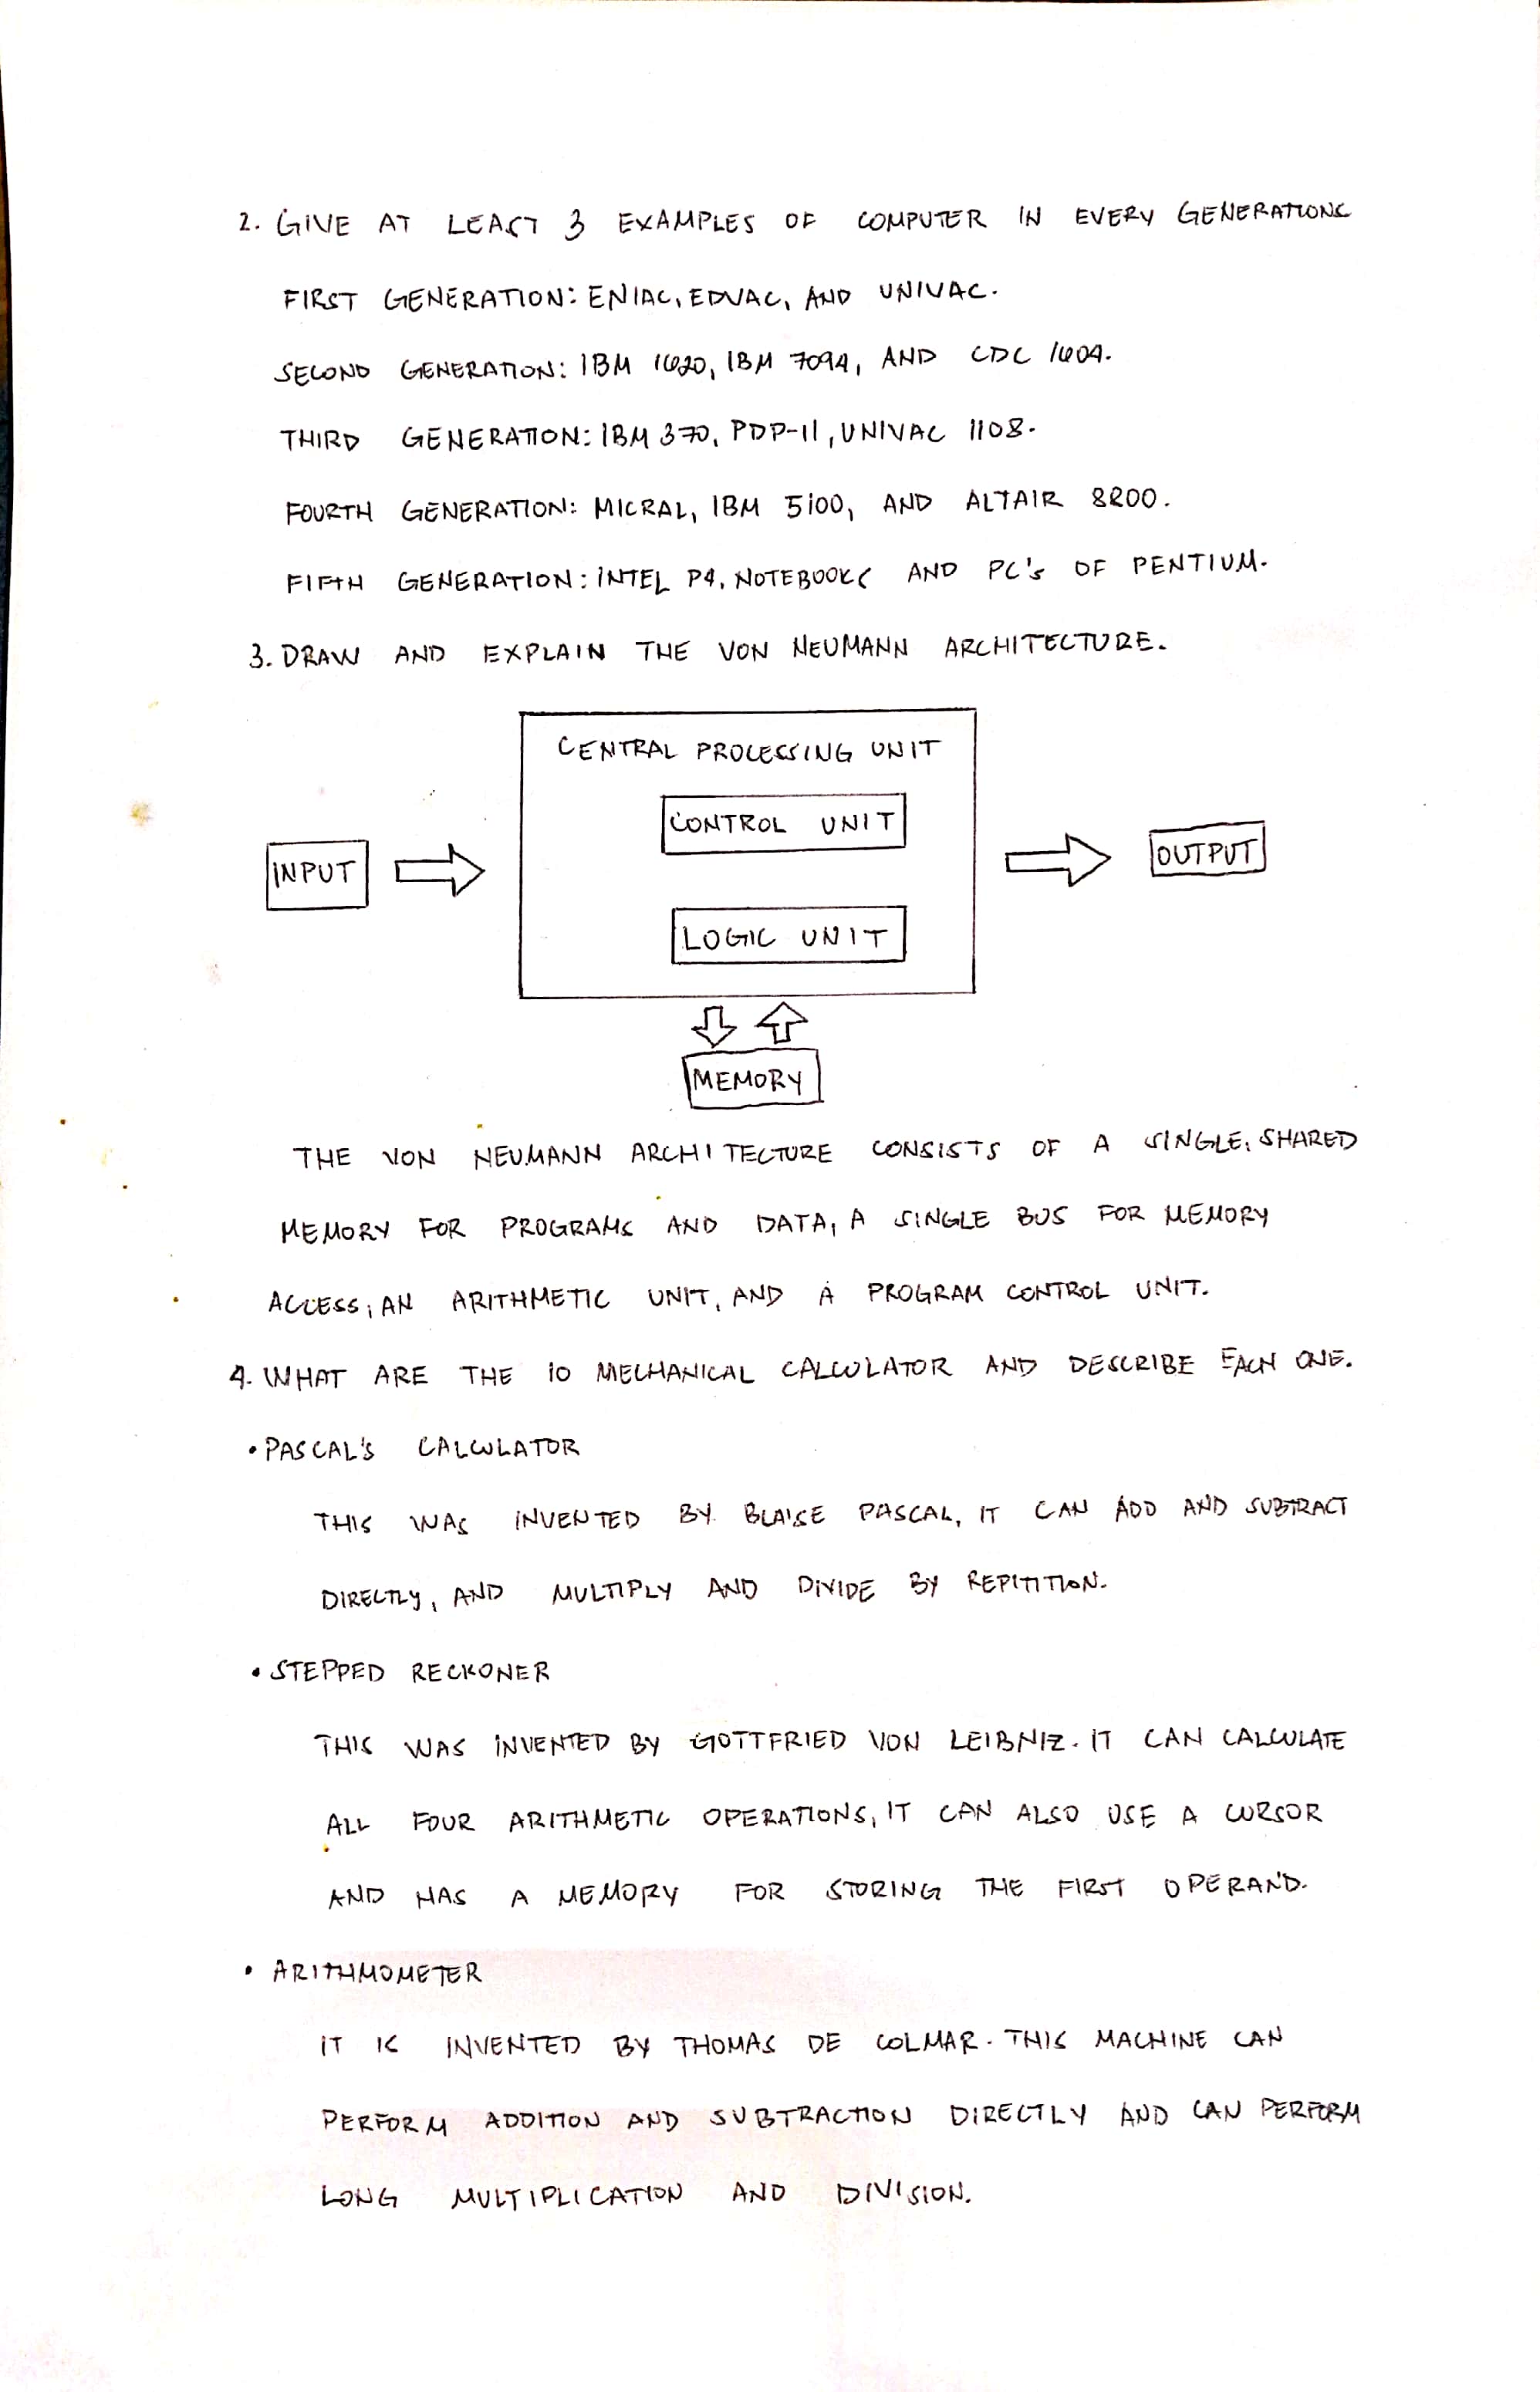 2. GIVE AT LEAST 3 EXAMPLES OF COMPUTER IN EVERY GENERATIONS
FIRST GENERATION: ENIAC, EDVAC, AND UNIVAC.
SECOND GENERATION: IBM 1620, IBM 7094, AND CDC 1604.
THIRD GENERATION: IBM 370, PDP-11, UNIVAC 1108.
FOURTH GENERATION: MICRAL, IBM 5100, AND ALTAIR 8800.
FIFTH GENERATION: INTEL P4, NOTEBOOKS AND PC's OF PENTIUM.
3. DRAW AND EXPLAIN THE VON NEUMANN ARCHITECTURE.
CENTRAL PROCESSING UNIT
CONTROL UNIT
INPUT
OUTPUT
LOGIC UNIT
MEMORY
THE VON NEUMANN ARCHITECTURE CONSISTS OF A SINGLE, SHARED
MEMORY FOR PROGRAMS AND DATA, A SINGLE BUS FOR MEMORY
ACCESS, AN ARITHMETIC UNIT, AND A PROGRAM CONTROL UNIT.
4. WHAT ARE THE 10 MECHANICAL CALCULATOR AND DESCRIBE EACH ONE.
• PASCAL'S CALCULATOR
THIS WAS INVENTED BY BLAISE PASCAL, IT CAN ADD AND SUBTRACT
DIRECTLY, AND MULTIPLY AND DIVIDE BY REPITITION.
• STEPPED RECKONER
THIS WAS INVENTED BY GOTTFRIED VON LEIBNIZ. IT CAN CALCULATE
ALL FOUR ARITHMETIC OPERATIONS, IT CAN ALSO USE A CURSOR
AND HAS A MEMORY FOR STORING THE FIRST OPERAND.
• ARITHMOMETER
IT IS INVENTED BY THOMAS DE COLMAR. THIS MACHINE CAN
PERFORM ADDITION AND SUBTRACTION DIRECTLY AND CAN PERFORM
LONG MULTIPLICATION AND DIVISION.